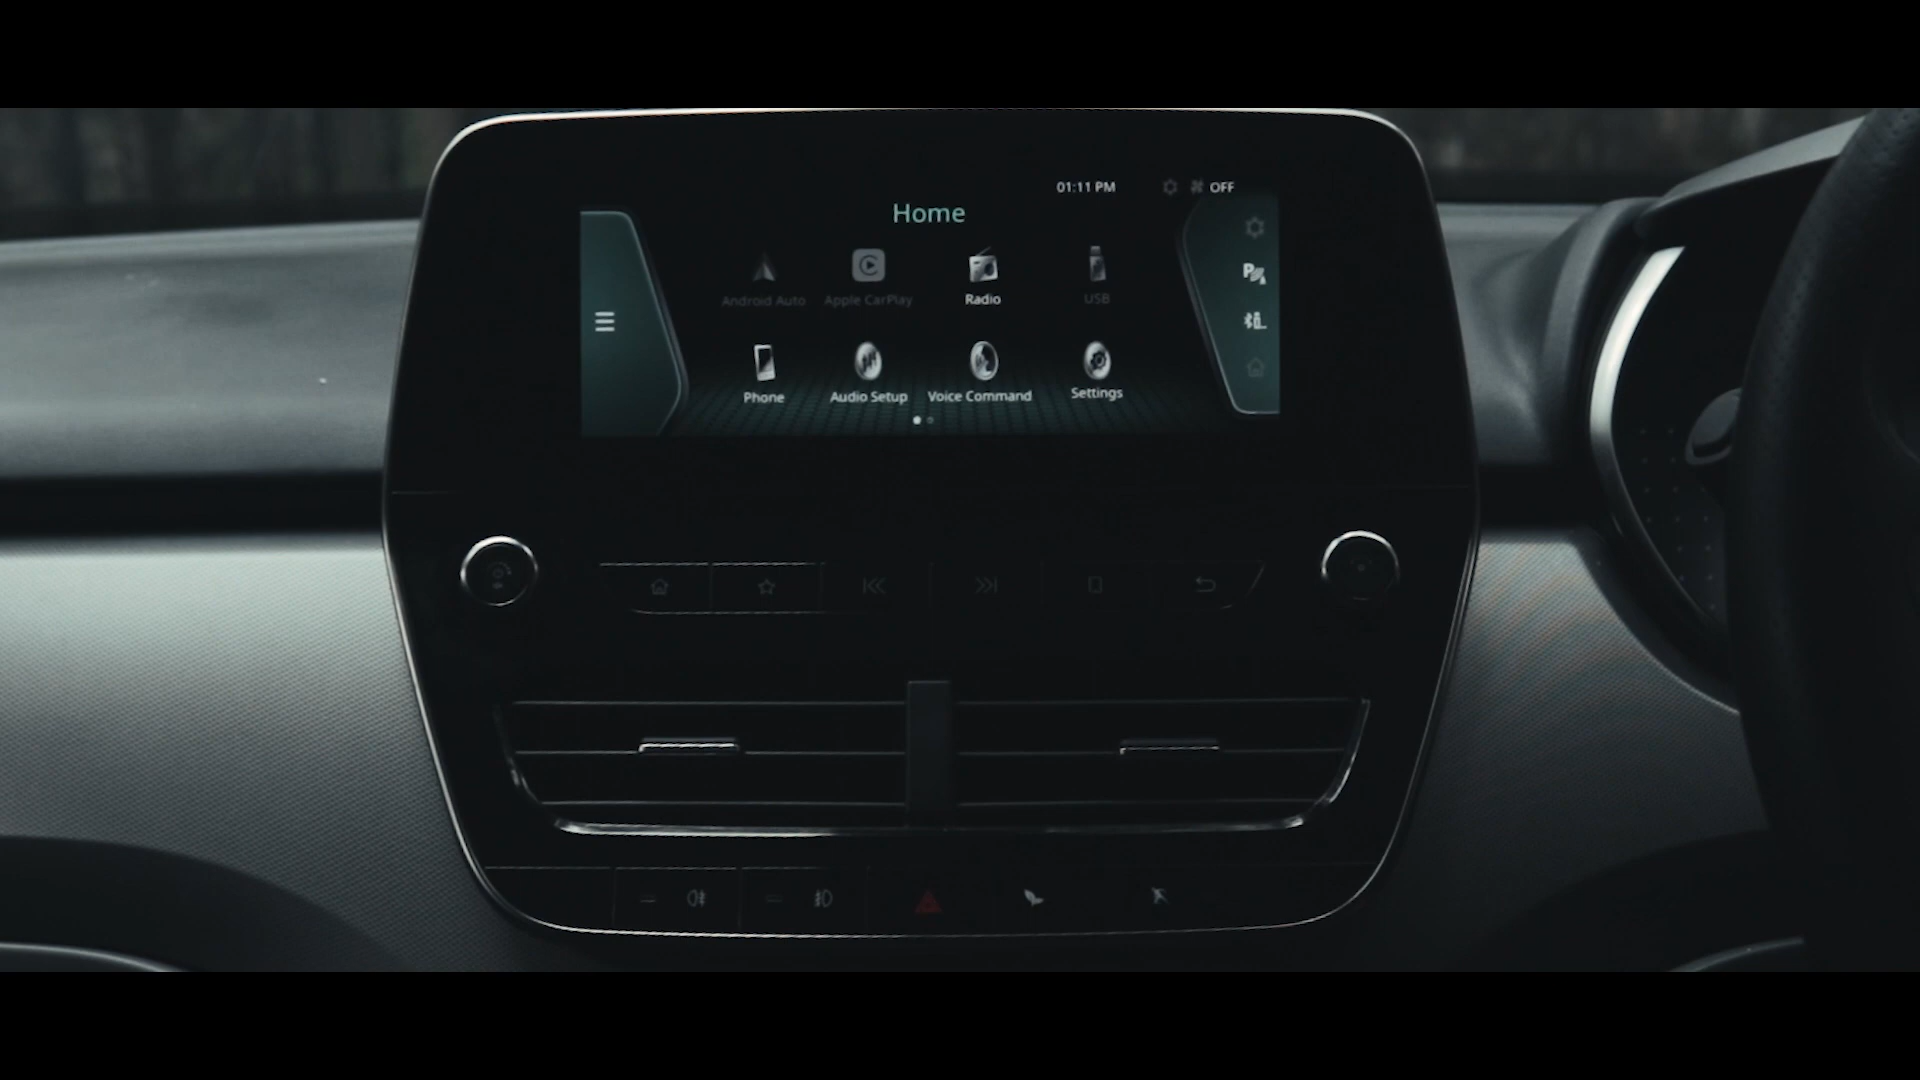 01:11 PM OFF
Home
Android Auto Apple CarPlay Radio USB
Phone Audio Setup Voice Command Settings